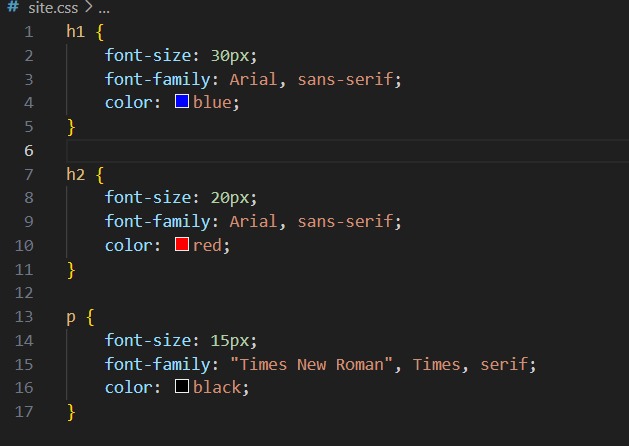 # site.css > ...
1 h1 {
2 font-size: 30px;
3 font-family: Arial, sans-serif;
4 color: blue;
5 }
6
7 h2 {
8 font-size: 20px;
9 font-family: Arial, sans-serif;
10 color: red;
11 }
12
13 p {
14 font-size: 15px;
15 font-family: "Times New Roman", Times, serif;
16 color: black;
17 }